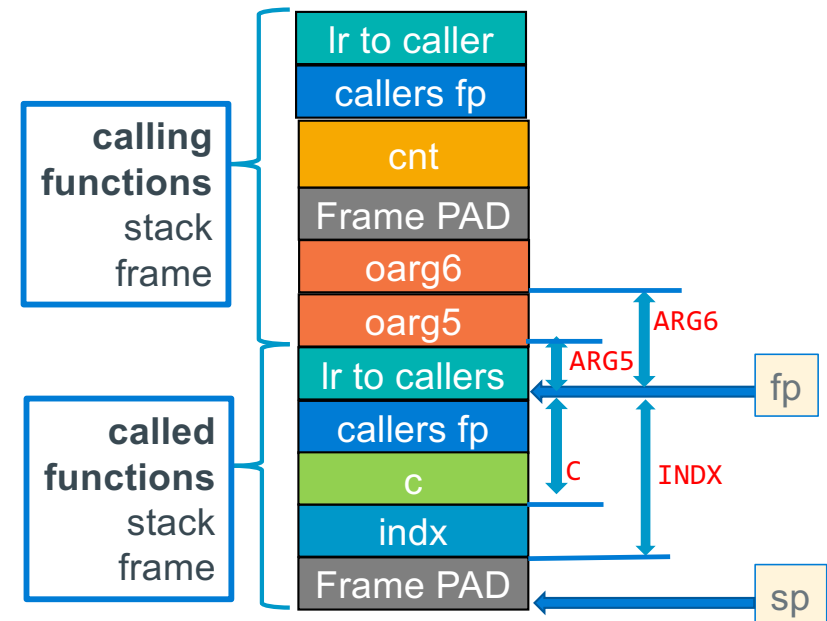 lr to caller
callers fp
calling
functions
stack
frame
cnt
Frame PAD
oarg6
oarg5
ARG6
ARG5
lr to callers
fp
callers fp
called
functions
stack
frame
c
C
INDX
indx
Frame PAD
sp